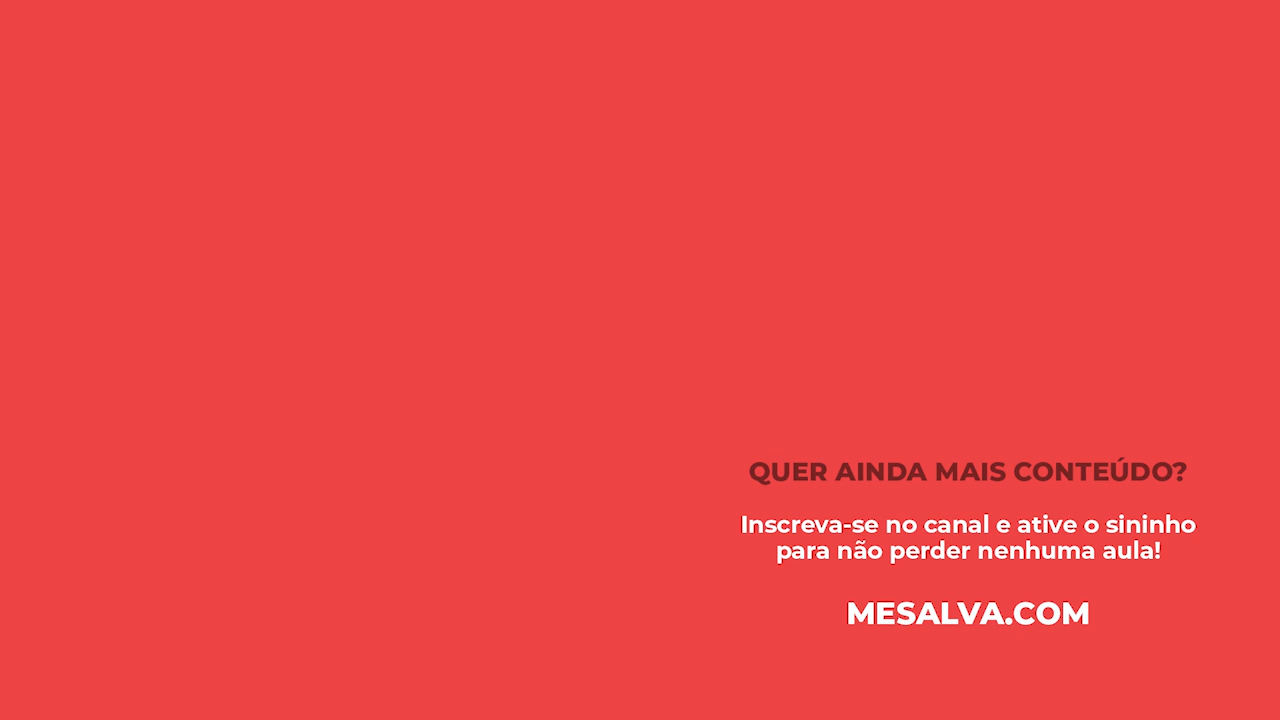 QUER AINDA MAIS CONTEÚDO?
Inscreva-se no canal e ative o sininho
para não perder nenhuma aula!
MESALVA.COM